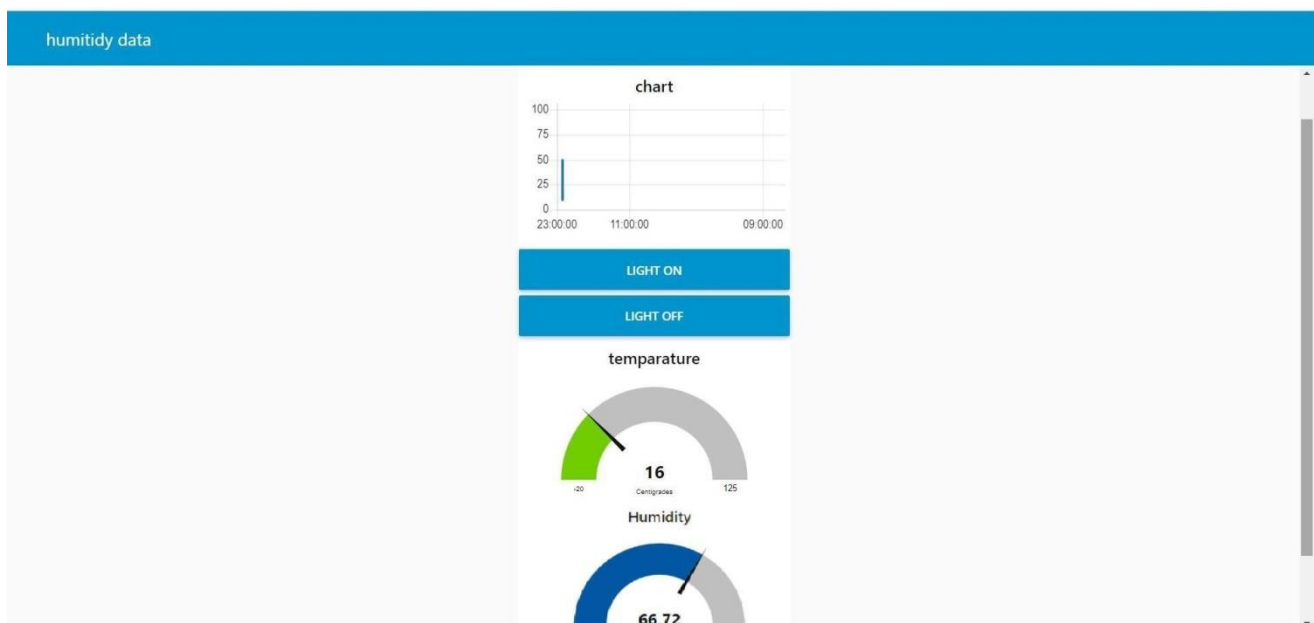 humitidy data
chart
100
75
50
25
0
23:00:00 11:00:00 09:00:00
LIGHT ON
LIGHT OFF
temparature
16
-20 Centigrades 125
Humidity
66.72